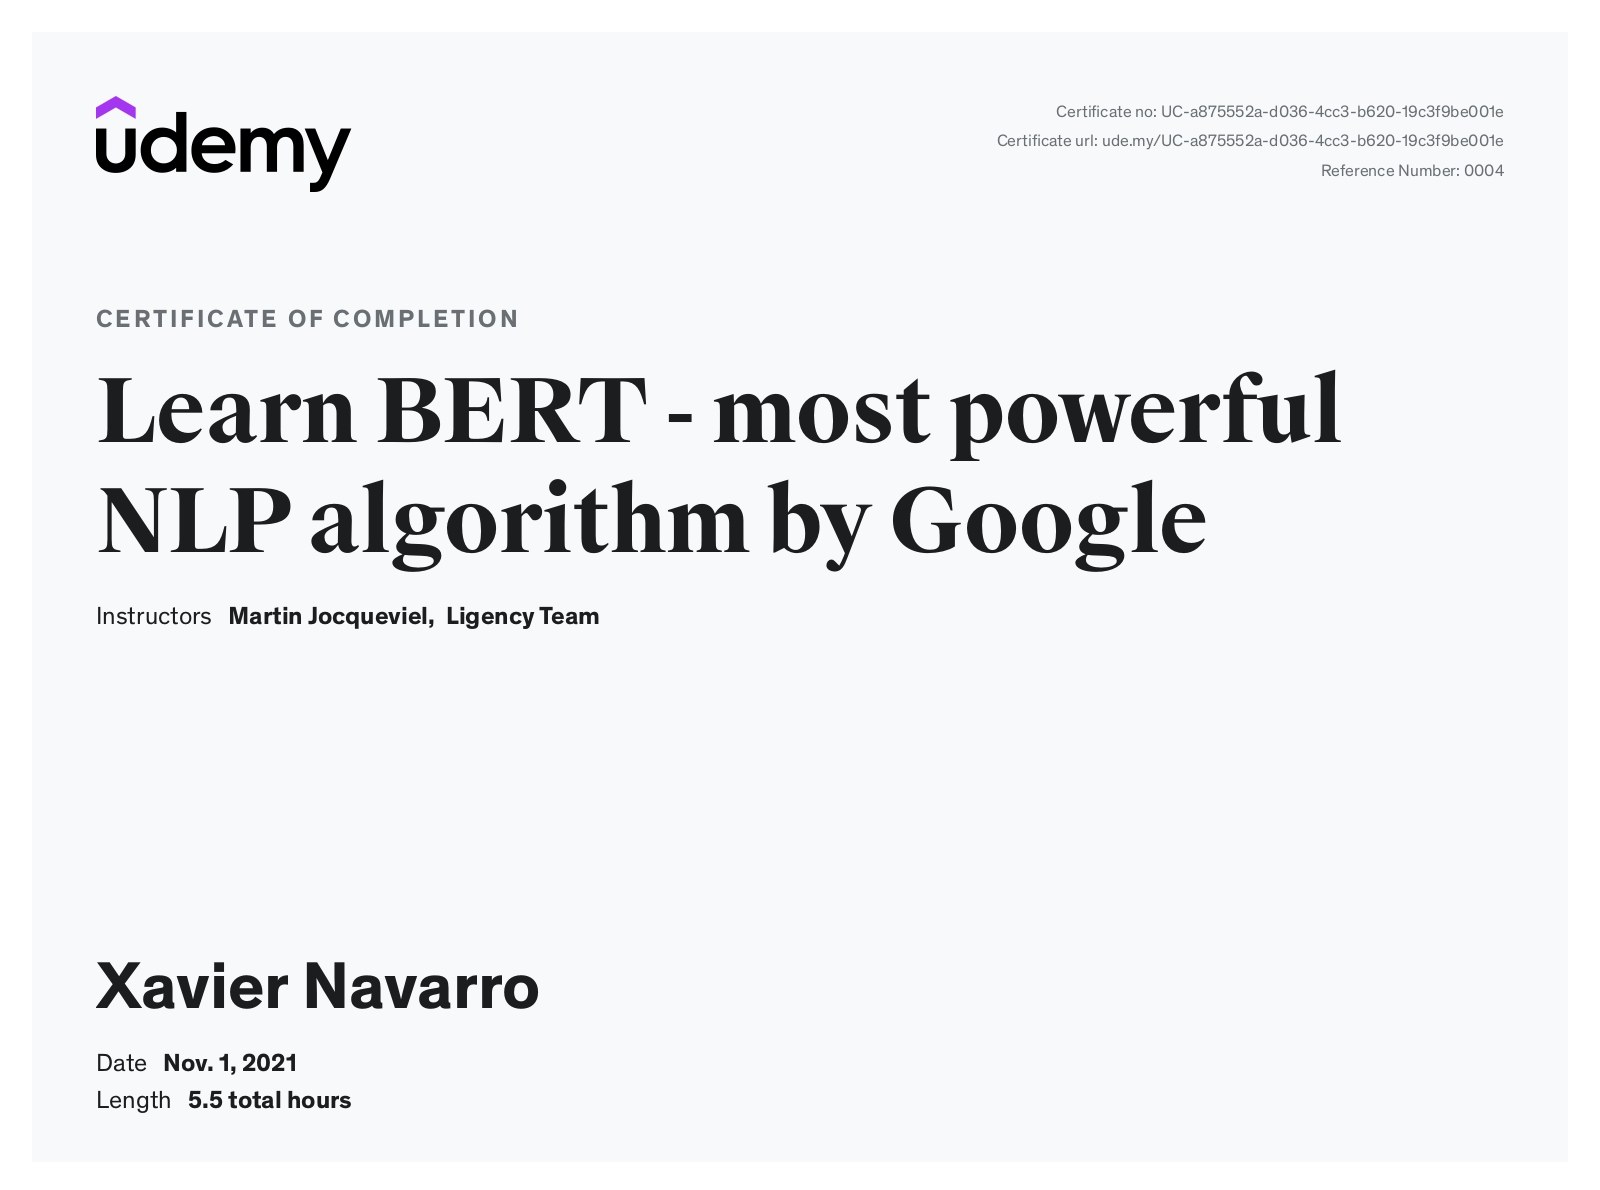 udemy
Certificate no: UC-a875552a-d036-4cc3-b620-19c3f9be001e
Certificate url: ude.my/UC-a875552a-d036-4cc3-b620-19c3f9be001e
Reference Number: 0004
CERTIFICATE OF COMPLETION
Learn BERT - most powerful
NLP algorithm by Google
Instructors Martin Jocqueviel, Ligency Team
Xavier Navarro
Date Nov. 1, 2021
Length 5.5 total hours